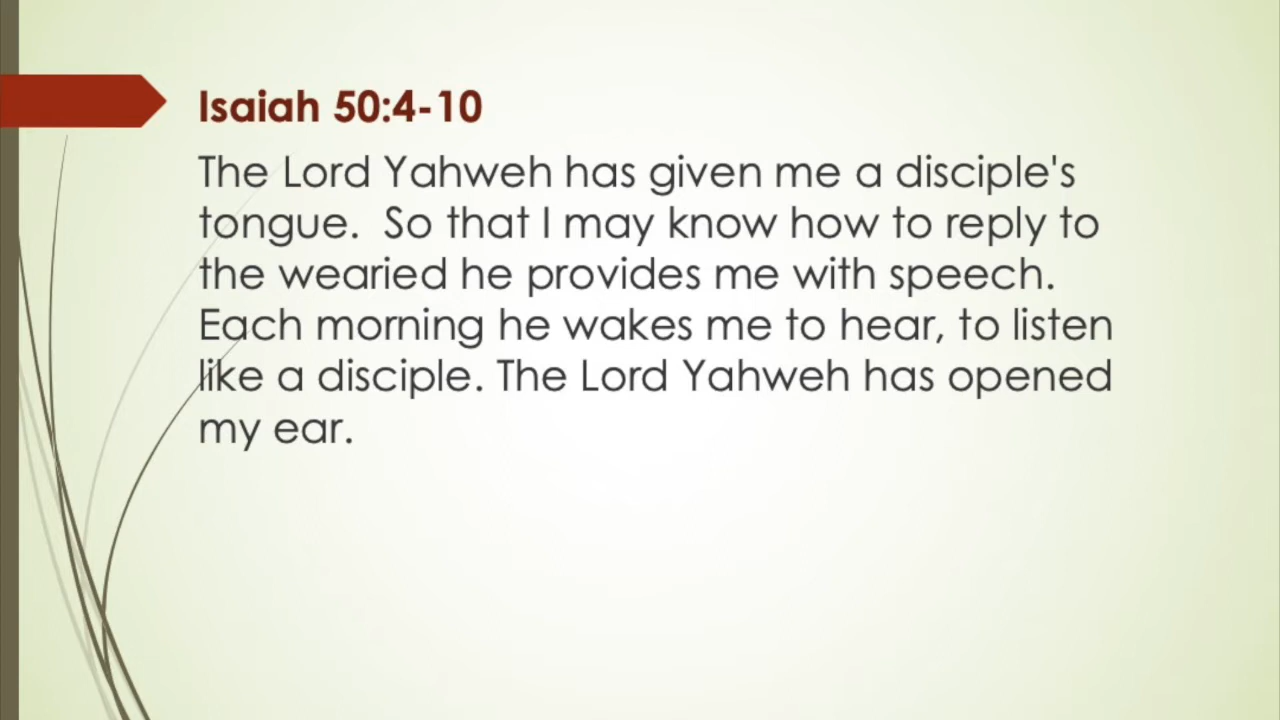 Isaiah 50:4-10
The Lord Yahweh has given me a disciple's
tongue.  So that I may know how to reply to
the wearied he provides me with speech.
Each morning he wakes me to hear, to listen
like a disciple. The Lord Yahweh has opened
my ear.